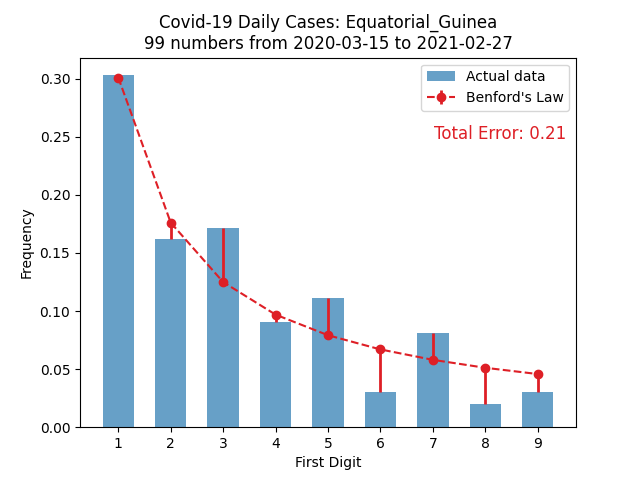 Covid-19 Daily Cases: Equatorial_Guinea
99 numbers from 2020-03-15 to 2021-02-27
Actual data
Benford's Law
Total Error: 0.21
Frequency
0.30
0.25
0.20
0.15
0.10
0.05
0.00
1 2 3 4 5 6 7 8 9
First Digit